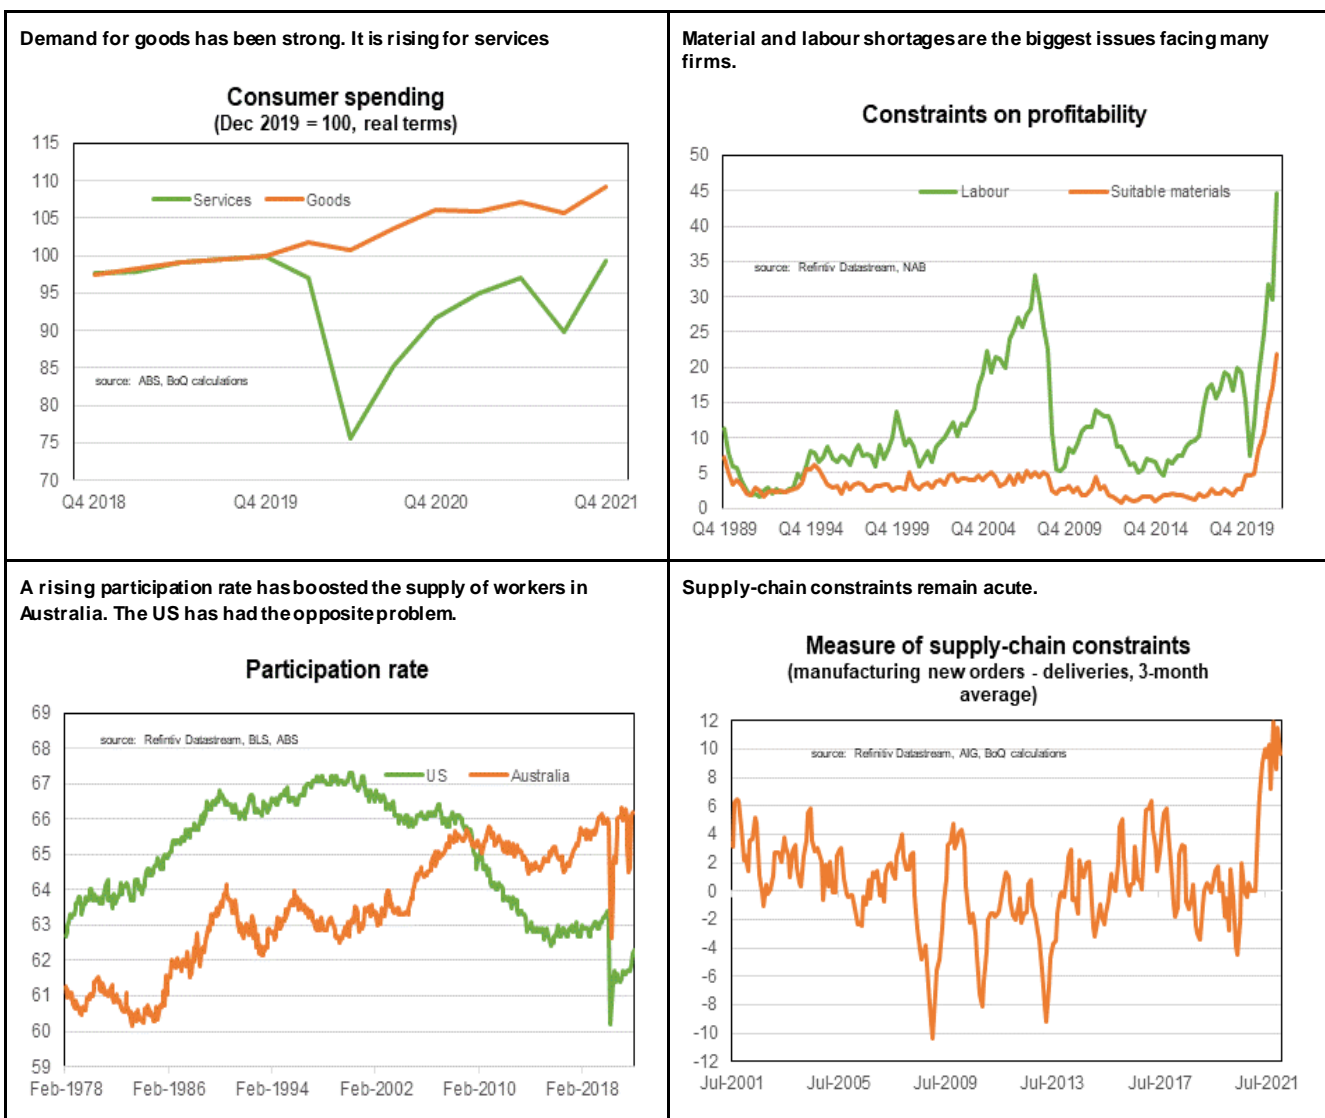 Demand for goods has been strong. It is rising for services
Consumer spending
(Dec 2019 = 100, real terms)
115
110
105
100
95
90
85
80
75
70
Services
Goods
source: ABS, BoQ calculations
Q4 2018
Q4 2019
Q4 2020
Q4 2021
Material and labour shortages are the biggest issues facing many
firms.
Constraints on profitability
50
45
40
35
30
25
20
15
10
5
0
Labour
Suitable materials
source: Refintiv Datastream, NAB
Q4 1989
Q4 1994
Q4 1999
Q4 2004
Q4 2009
Q4 2014
Q4 2019
A rising participation rate has boosted the supply of workers in
Australia. The US has had the opposite problem.
Participation rate
69
68
67
66
65
64
63
62
61
60
59
source: Refintiv Datastream, BLS, ABS
US
Australia
Feb-1978
Feb-1986
Feb-1994
Feb-2002
Feb-2010
Feb-2018
Supply-chain constraints remain acute.
Measure of supply-chain constraints
(manufacturing new orders - deliveries, 3-month
average)
12
10
8
6
4
2
0
-2
-4
-6
-8
-10
-12
source: Refinitiv Datastream, AIG, BoQ calculations
Jul-2001
Jul-2005
Jul-2009
Jul-2013
Jul-2017
Jul-2021